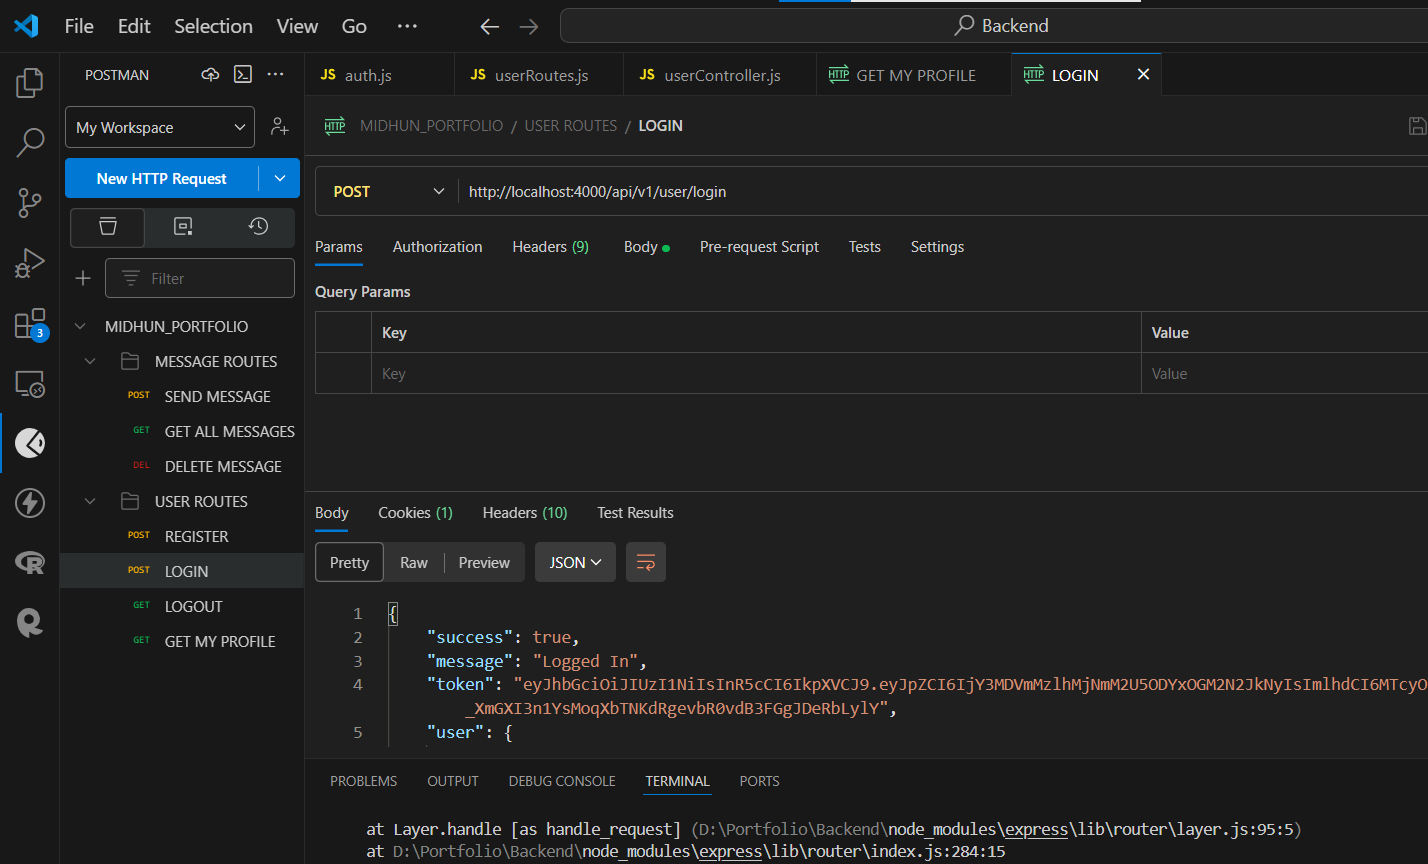 File Edit Selection View Go ··· Backend
POSTMAN
JS auth.js JS userRoutes.js JS userController.js HTTP GET MY PROFILE HTTP LOGIN
My Workspace
New HTTP Request
Filter
3
MIDHUN_PORTFOLIO
MESSAGE ROUTES
POST SEND MESSAGE
GET GET ALL MESSAGES
DEL DELETE MESSAGE
USER ROUTES
POST REGISTER
POST LOGIN
GET LOGOUT
GET GET MY PROFILE
HTTP MIDHUN_PORTFOLIO / USER ROUTES / LOGIN
POST http://localhost:4000/api/v1/user/login
Params Authorization Headers (9) Body Pre-request Script Tests Settings
Query Params
Key Value
Key Value
Body Cookies (1) Headers (10) Test Results
Pretty Raw Preview JSON
1 {
2 "success": true,
3 "message": "Logged In",
4 "token": "eyJhbGciOiJIUzI1NiIsInR5cCI6IkpXVCJ9.eyJpZCI6IjY3MDVmMzlhMjNmM2U5ODYxOGM2N2JkNyIsImlhdCI6MTcyO
_XmGXI3n1YsMoqXbTNKdRgevbR0vdB3FGgJDeRbLylY",
5 "user": {
PROBLEMS OUTPUT DEBUG CONSOLE TERMINAL PORTS
at Layer.handle [as handle_request] (D:\Portfolio\Backend\node_modules\express\lib\router\layer.js:95:5)
at D:\Portfolio\Backend\node_modules\express\lib\router\index.js:284:15